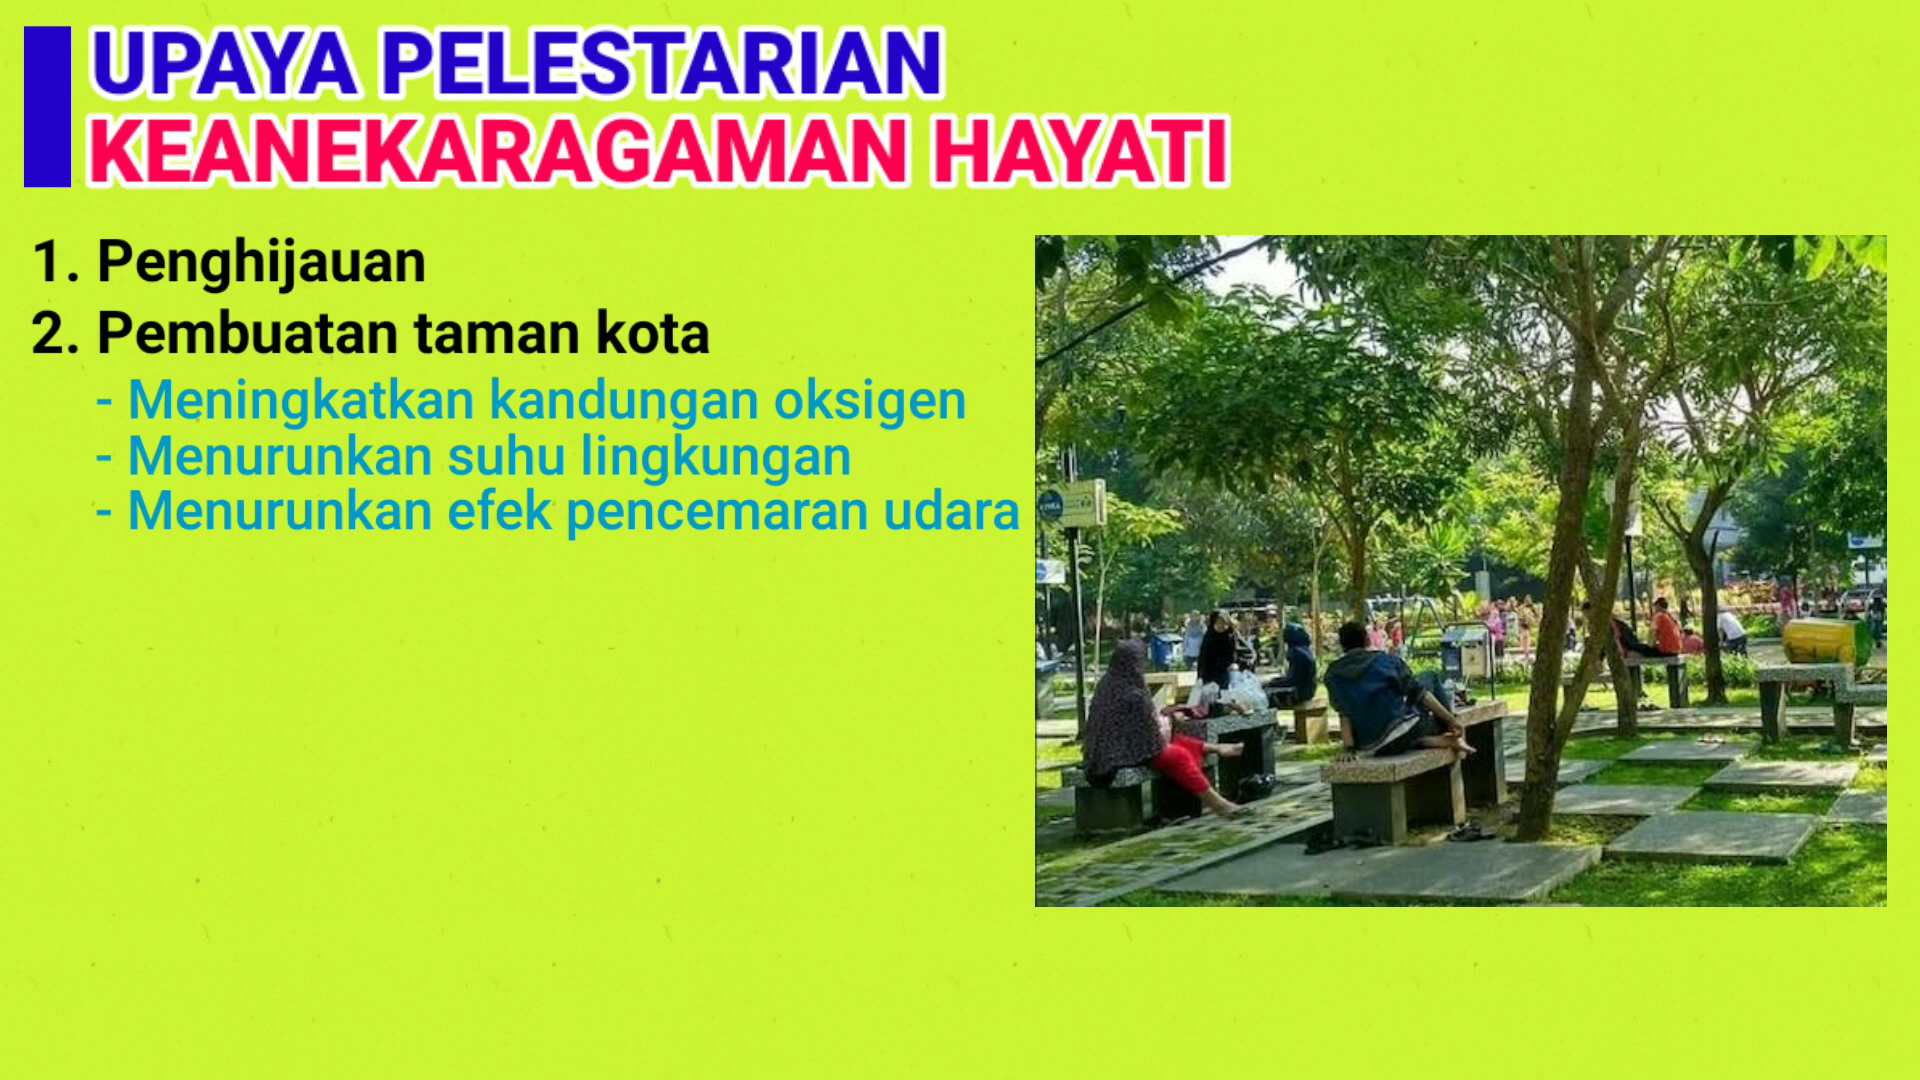 UPAYA PELESTARIAN
KEANEKARAGAMAN HAYATI
1. Penghijauan
2. Pembuatan taman kota
- Meningkatkan kandungan oksigen
- Menurunkan suhu lingkungan
- Menurunkan efek pencemaran udara